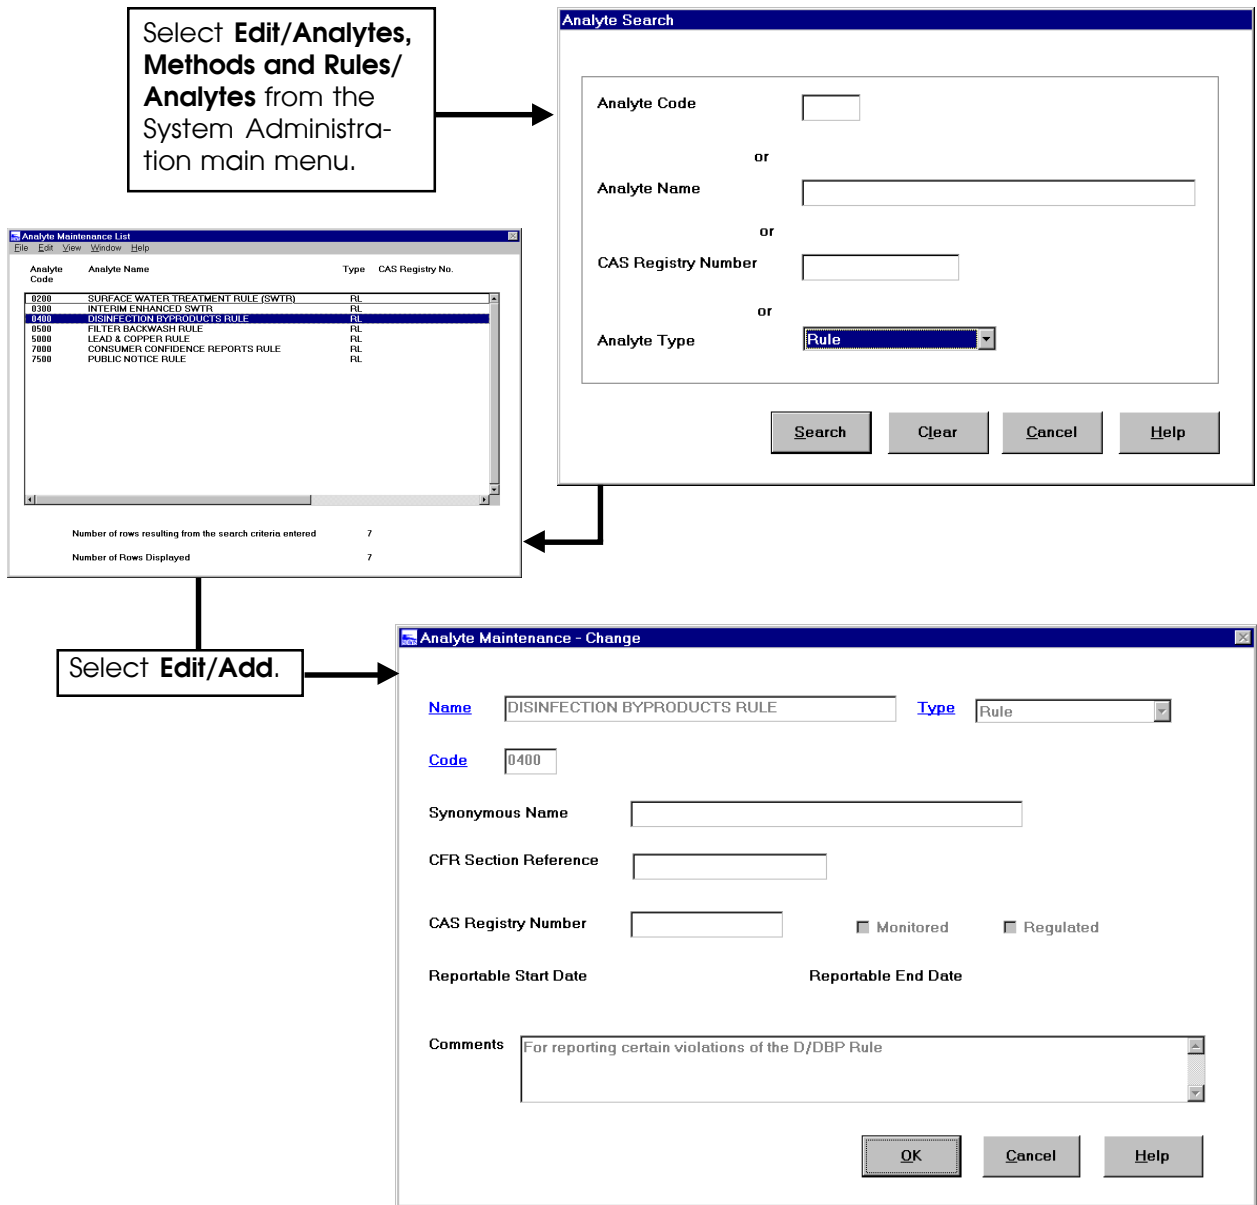 Select Edit/Analytes,
Methods and Rules/
Analytes from the
System Administra-
tion main menu.
Analyte Search
Analyte Code
or
Analyte Name
or
CAS Registry Number
or
Analyte Type Rule
Search Clear Cancel Help
Analyte Maintenance List
File Edit View Window Help
Analyte Code Analyte Name Type CAS Registry No.
0200 SURFACE WATER TREATMENT RULE (SWTR) RL
0300 INTERIM ENHANCED SWTR RL
0400 DISINFECTION BYPRODUCTS RULE RL
0500 FILTER BACKWASH RULE RL
5000 LEAD & COPPER RULE RL
7000 CONSUMER CONFIDENCE REPORTS RULE RL
7500 PUBLIC NOTICE RULE RL
Number of rows resulting from the search criteria entered 7
Number of Rows Displayed 7
Select Edit/Add.
Analyte Maintenance - Change
Name DISINFECTION BYPRODUCTS RULE Type Rule
Code 0400
Synonymous Name
CFR Section Reference
CAS Registry Number Monitored Regulated
Reportable Start Date Reportable End Date
Comments For reporting certain violations of the D/DBP Rule
OK Cancel Help